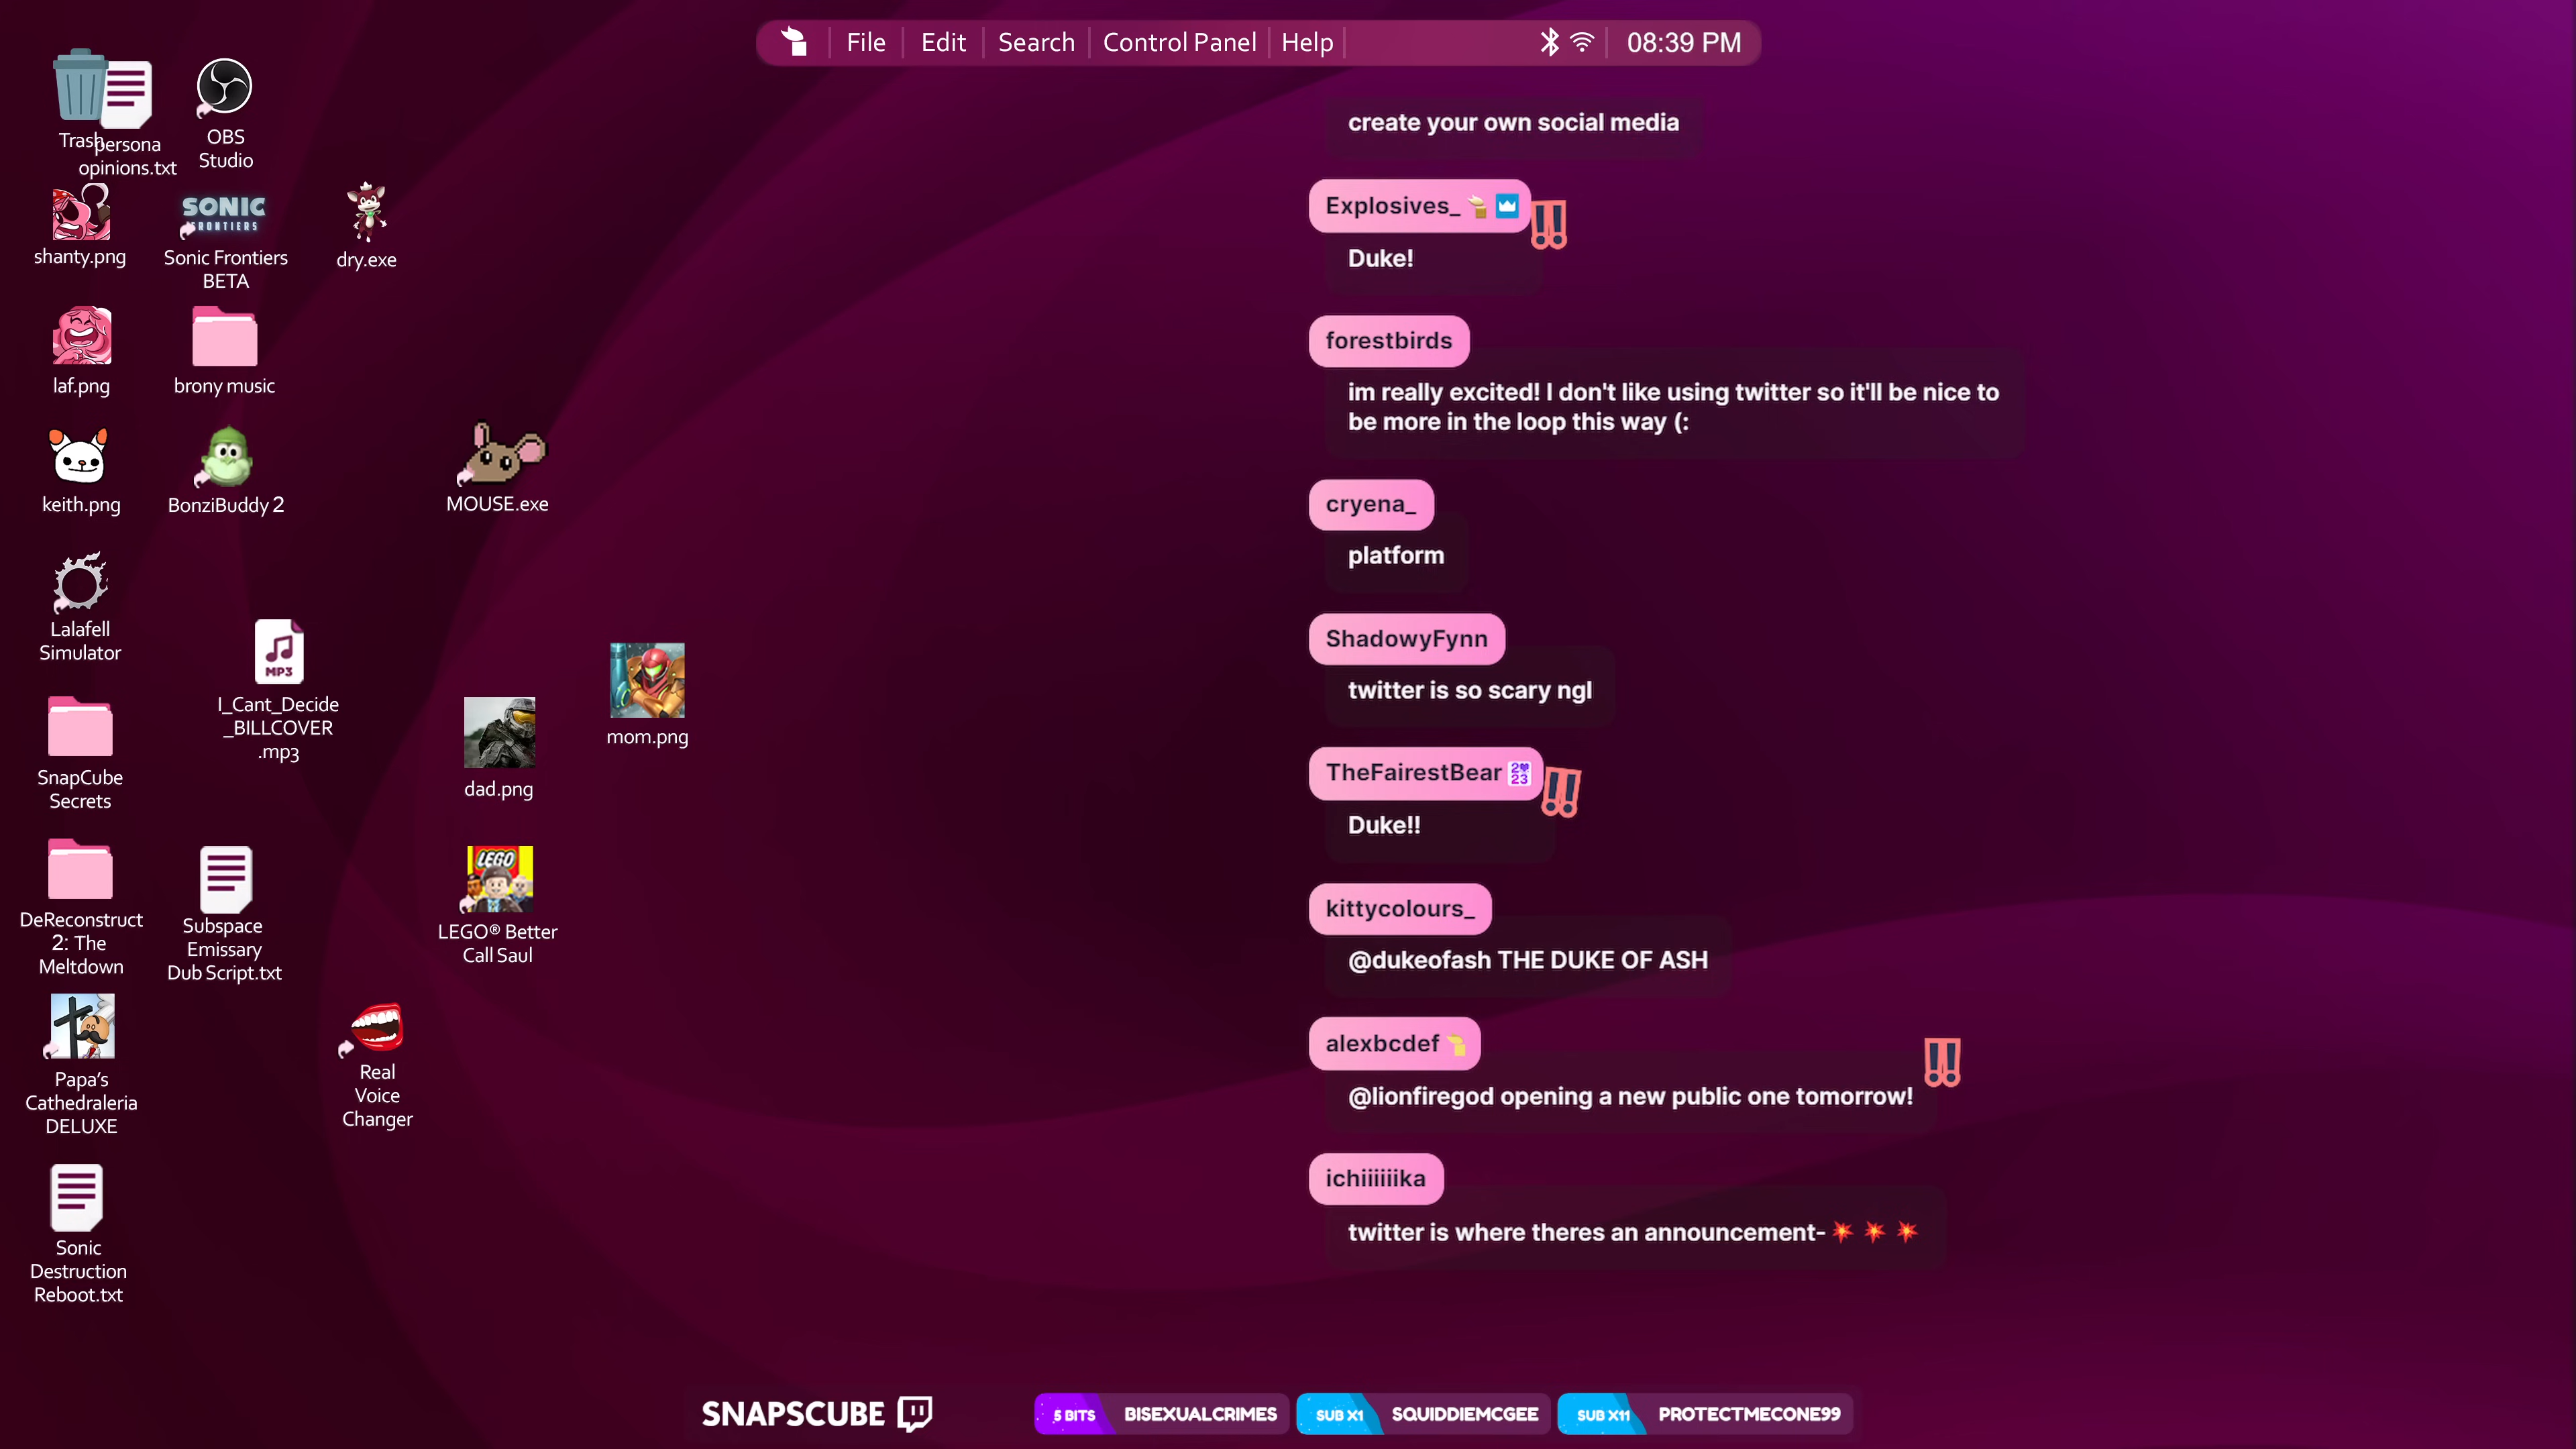 File
Edit
Search
Control Panel
Help
08:39 PM
Trash
persona
opinions.txt
OBS
Studio
shanty.png
SONIC
FRONTIERS
Sonic Frontiers
BETA
dry.exe
laf.png
brony music
keith.png
BonziBuddy 2
MOUSE.exe
Lalafell
Simulator
MP3
I_Cant_Decide
_BILLCOVER
.mp3
mom.png
dad.png
SnapCube
Secrets
DeReconstruct
2: The
Meltdown
Subspace
Emissary
Dub Script.txt
LEGO
LEGO® Better
Call Saul
Papa's
Cathedraleria
DELUXE
Real
Voice
Changer
Sonic
Destruction
Reboot.txt
create your own social media
Explosives_
Duke!
forestbirds
im really excited! I don't like using twitter so it'll be nice to
be more in the loop this way (:
cryena_
platform
ShadowyFynn
twitter is so scary ngl
TheFairestBear
Duke!!
kittycolours_
@dukeofash THE DUKE OF ASH
alexbcdef
@lionfiregod opening a new public one tomorrow!
ichiiiiiika
twitter is where theres an announcement- 💥 💥 💥
SNAPSCUBE
5 BITS BISEXUALCRIMES
SUB X1 SQUIDDIEMCGEE
SUB X11 PROTECTMECONE99